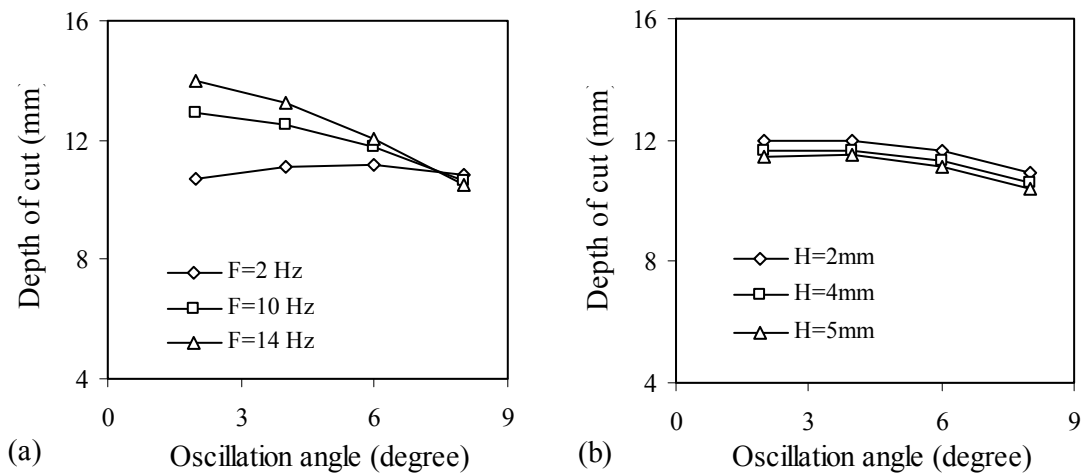 16
12
8
4
Depth of cut (mm)
F=2 Hz
F=10 Hz
F=14 Hz
0 3 6 9
(a) Oscillation angle (degree)
16
12
8
4
Depth of cut (mm)
H=2mm
H=4mm
H=5mm
0 3 6 9
(b) Oscillation angle (degree)